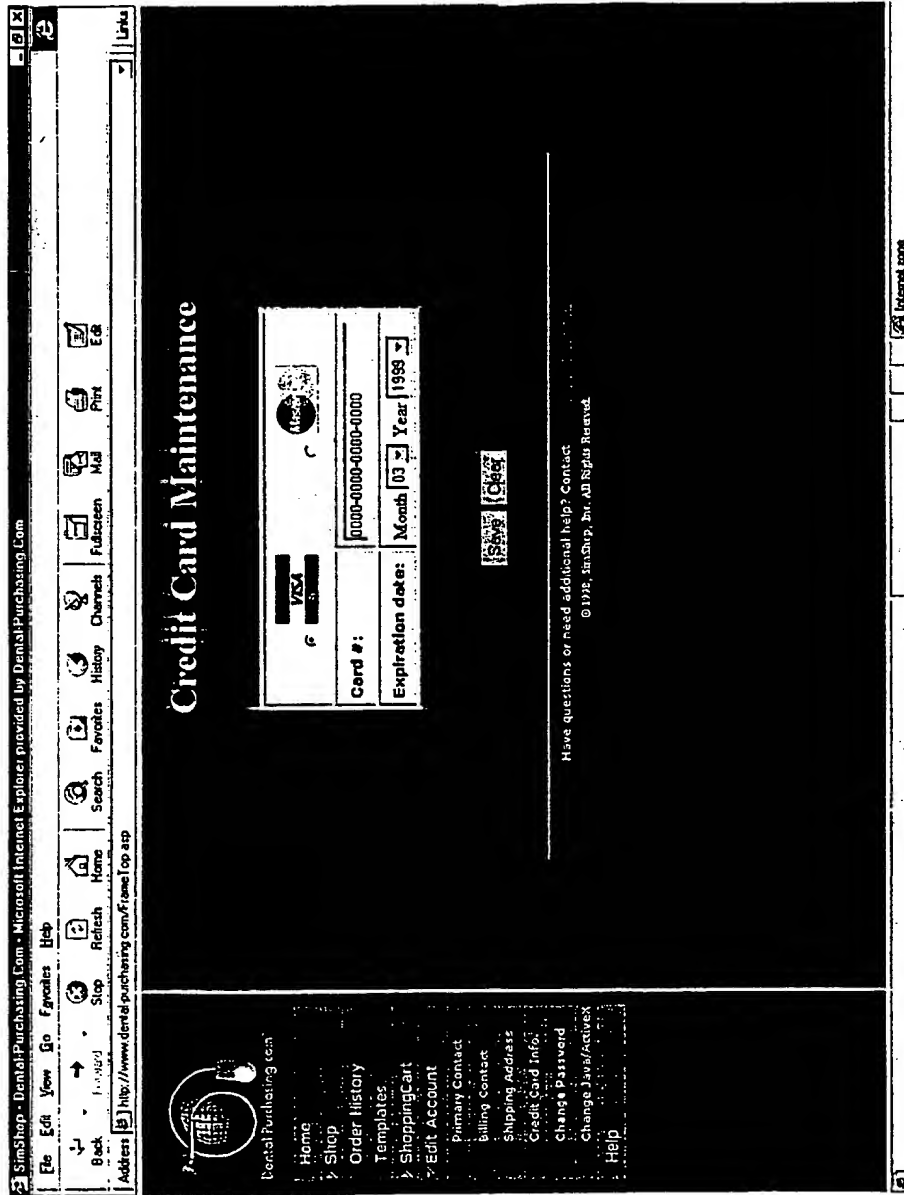 SimShop - Dental-Purchasing.Com - Microsoft Internet Explorer provided by Dental-Purchasing.Com
File Edit View Go Favorites Help
Back Forward Stop Refresh Home Search Favorites History Channels Fullscreen Mail Print Edit
Address http://www.dental-purchasing.com/FrameTop.asp Links
Dental Purchasing.com
Home
Shop
Order History
Templates
ShoppingCart
Edit Account
Primary Contact
Billing Contact
Shipping Address
Credit Card Info
Change Password
Change Java/ActiveX
Help
Credit Card Maintenance
VISA
Card #: 0000-0000-0000-0000
Expiration date: Month 03 Year 1999
Save Clear
Have questions or need additional help? Contact
©1998, SimShop, Inc. All Rights Reserved.
Internet zone